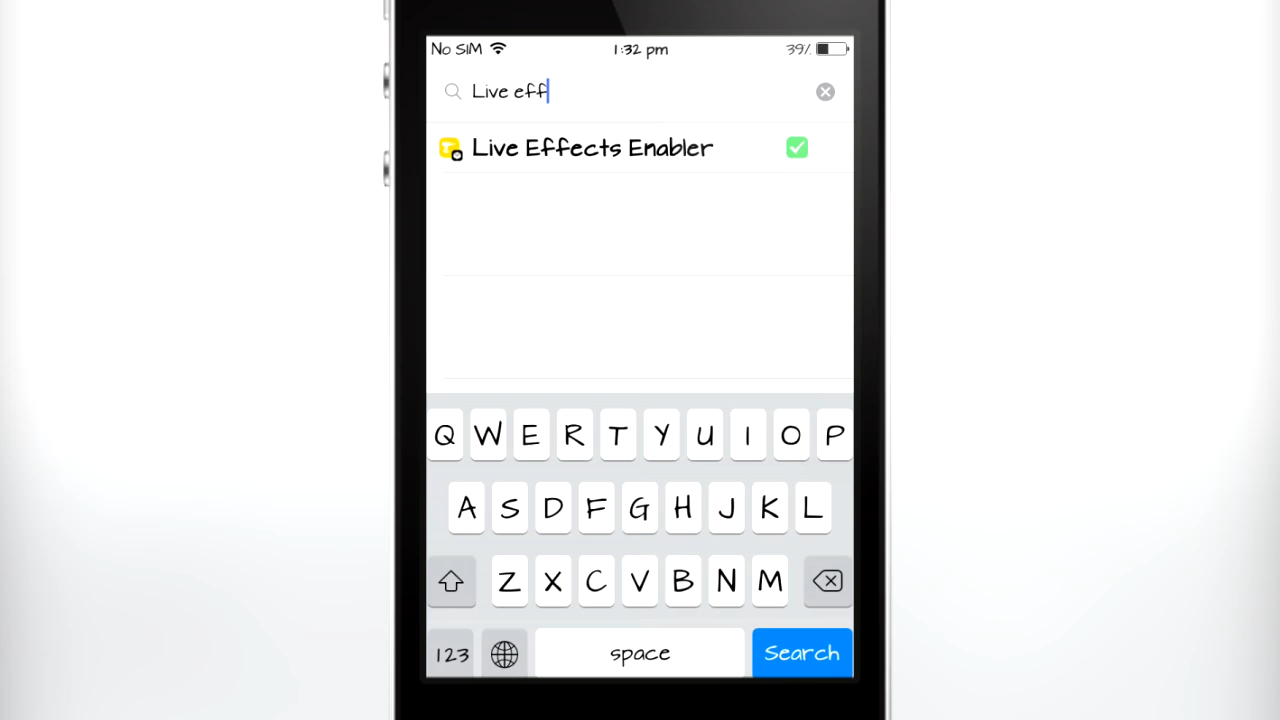 No SIM 1:32 pm 39%
Live eff
Live Effects Enabler
Q W E R T Y U I O P
A S D F G H J K L
Z X C V B N M
123 space Search